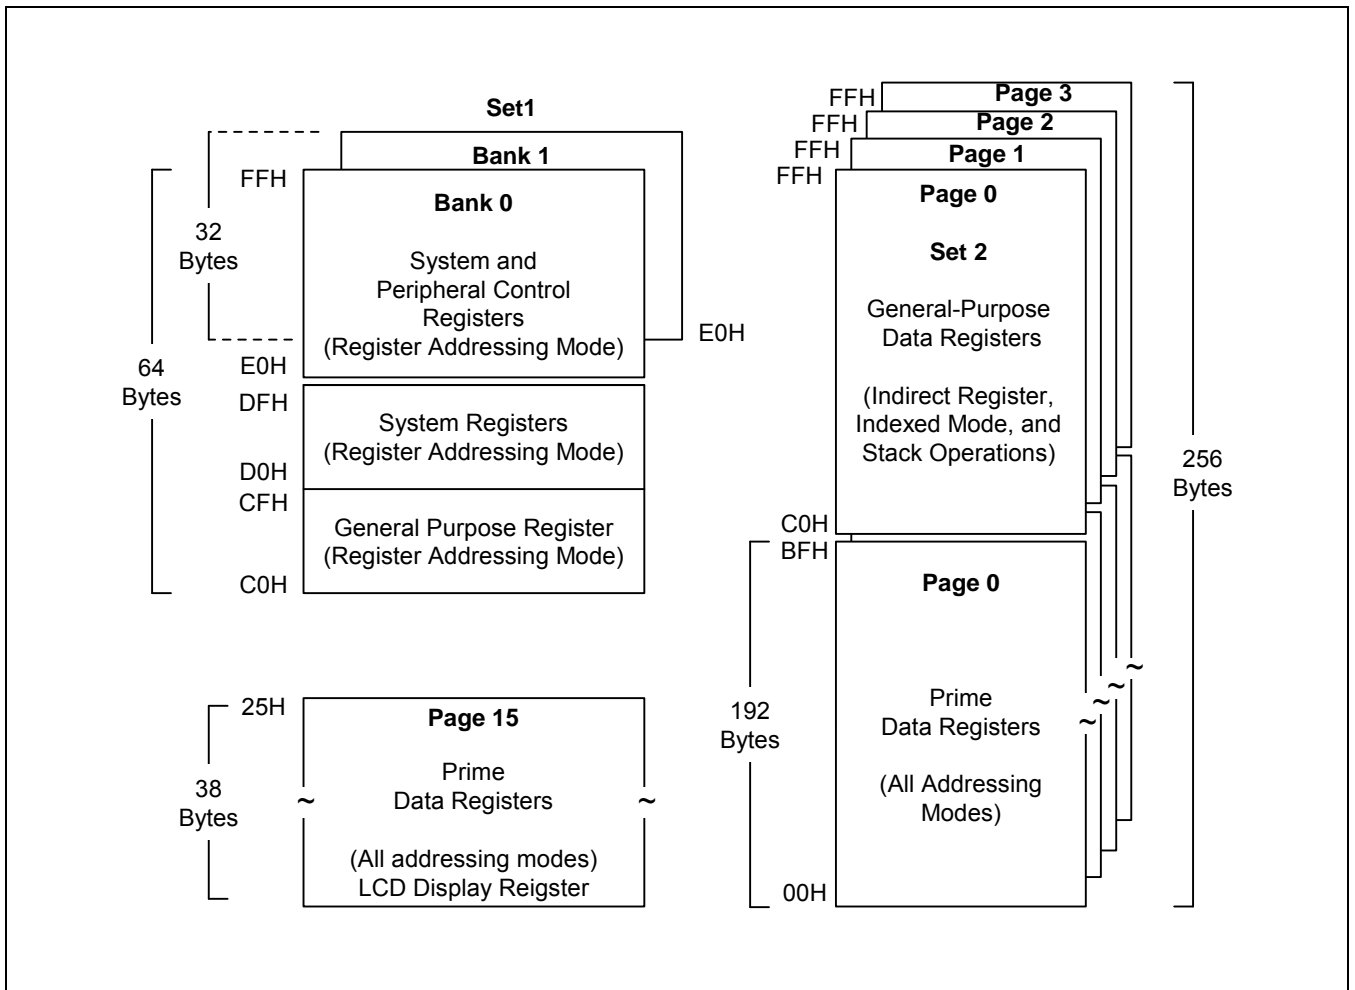 Set1
Bank 1
FFH
Bank 0
32
Bytes
System and
Peripheral Control
Registers
(Register Addressing Mode)
E0H
E0H
64
Bytes
DFH
System Registers
(Register Addressing Mode)
D0H
CFH
General Purpose Register
(Register Addressing Mode)
C0H
25H
Page 15
38
Bytes
Prime
Data Registers
~
~
(All addressing modes)
LCD Display Reigster
FFH
Page 3
FFH
Page 2
FFH
Page 1
FFH
Page 0
Set 2
General-Purpose
Data Registers
(Indirect Register,
Indexed Mode, and
Stack Operations)
256
Bytes
C0H
BFH
Page 0
192
Bytes
Prime
Data Registers
~
~
~
~
(All Addressing
Modes)
00H